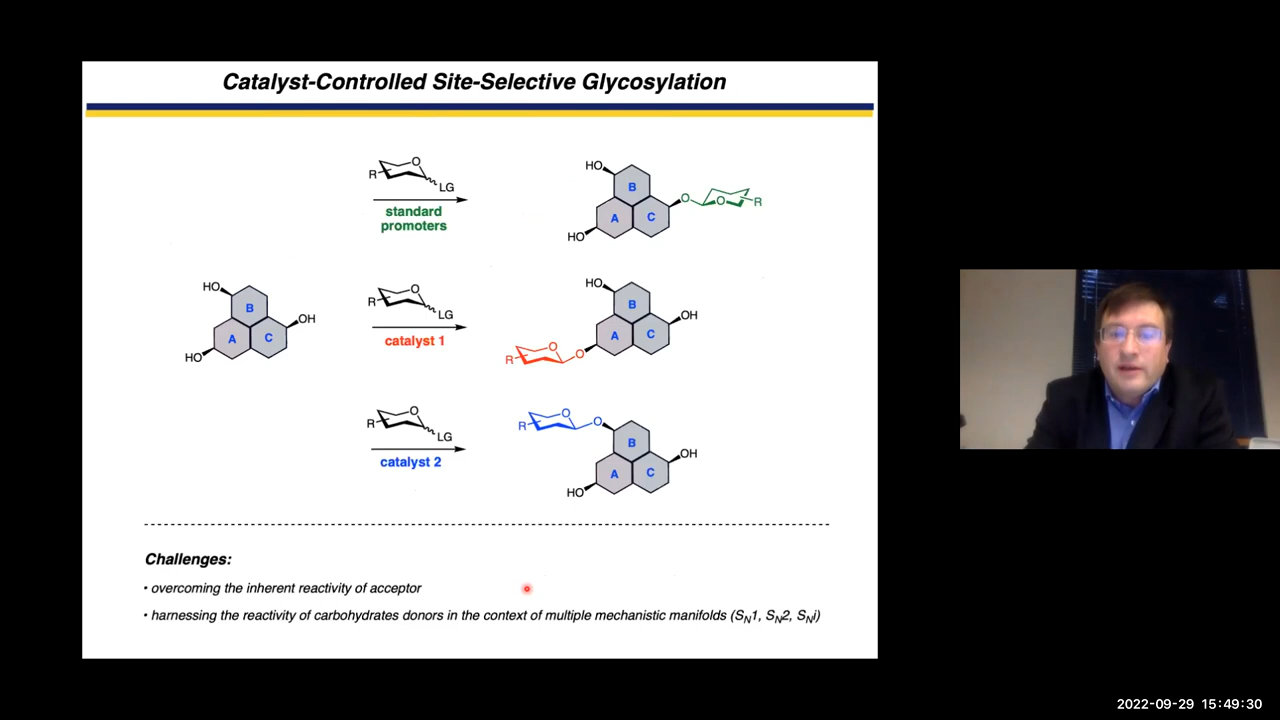 Catalyst-Controlled Site-Selective Glycosylation
R O LG
standard
promoters
HO B A C HO O O R
HO B A C OH HO
R O LG
catalyst 1
HO B A C OH R O O
R O LG
catalyst 2
R O O B A C OH HO
Challenges:
• overcoming the inherent reactivity of acceptor
• harnessing the reactivity of carbohydrates donors in the context of multiple mechanistic manifolds (SN1, SN2, SNi)
2022-09-29 15:49:30